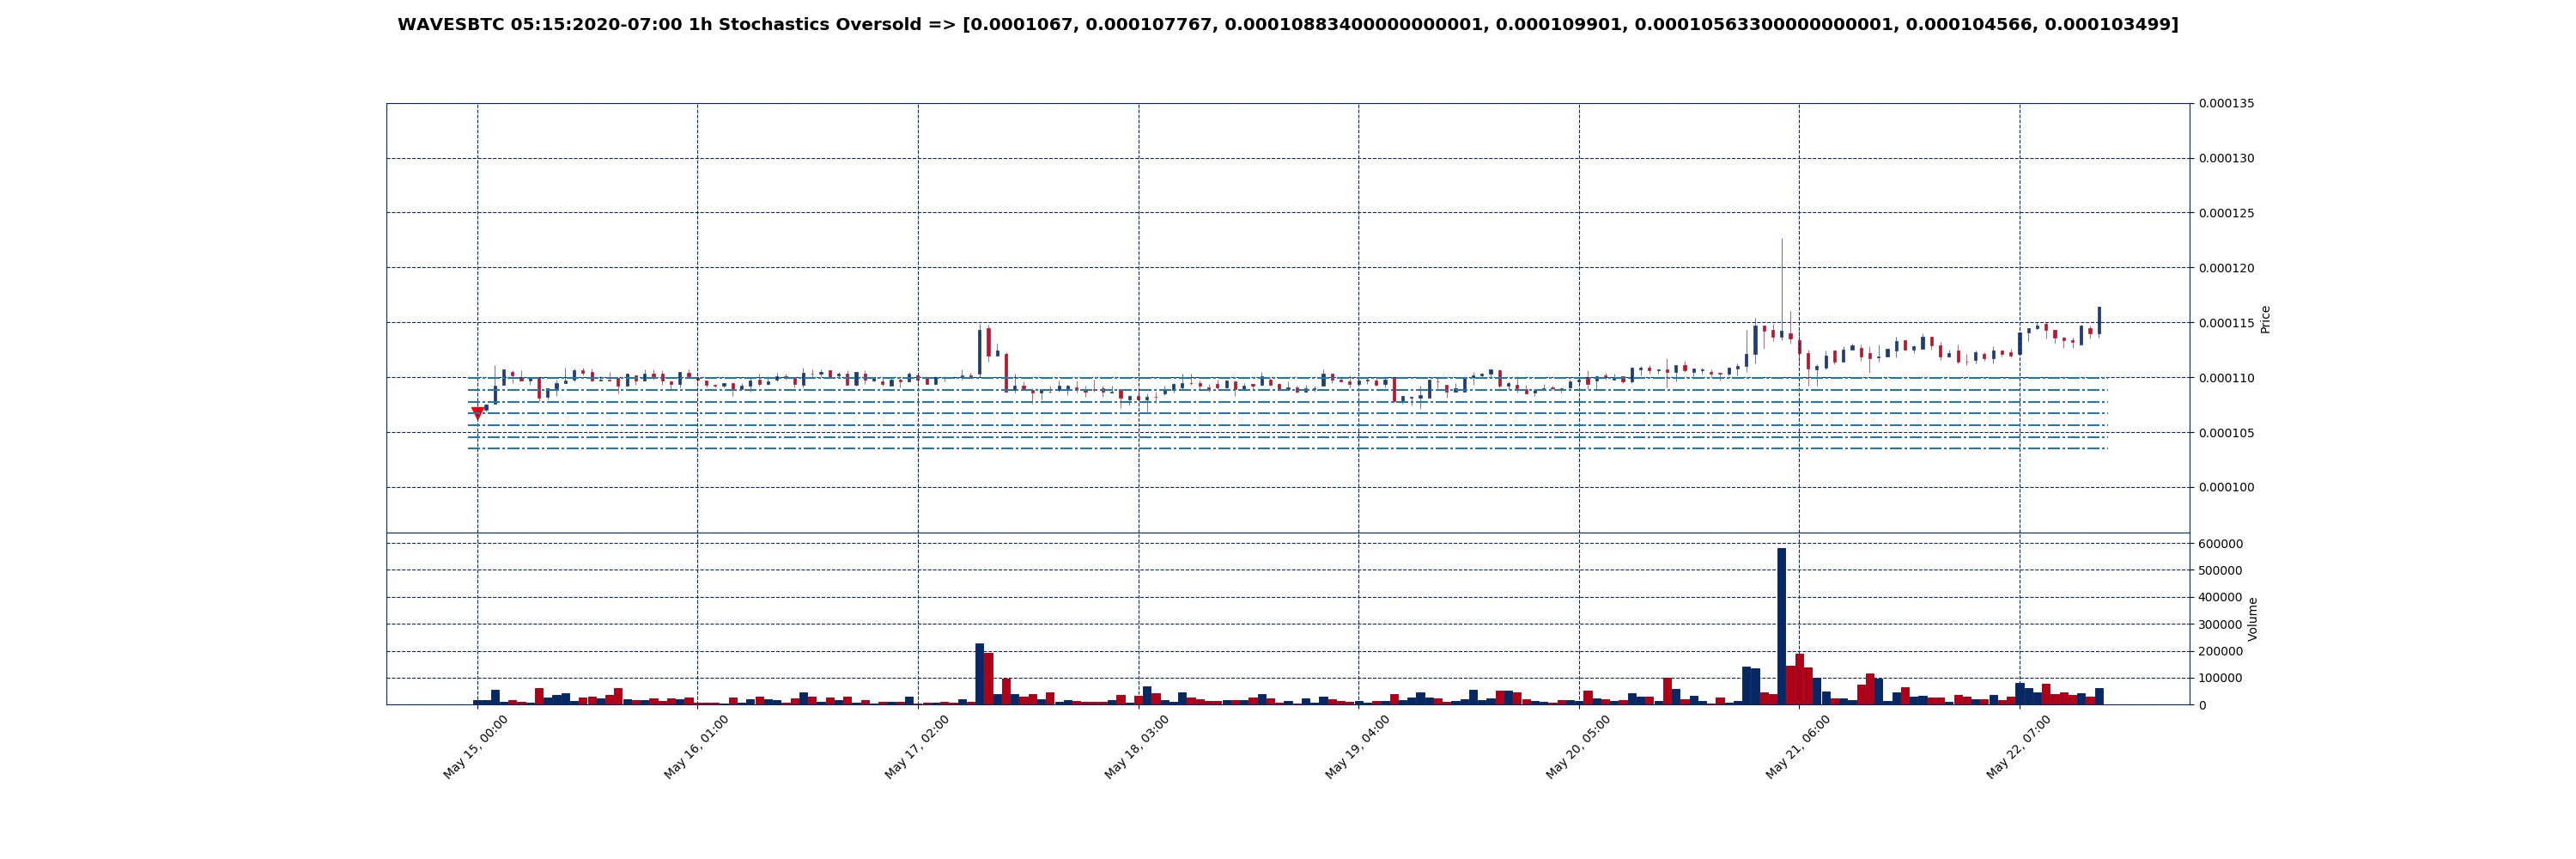 WAVESBTC 05:15:2020-07:00 1h Stochastics Oversold => [0.0001067, 0.000107767, 0.00010883400000000001, 0.000109901, 0.00010563300000000001, 0.000104566, 0.000103499]
0.000135
0.000130
0.000125
0.000120
0.000115
0.000110
0.000105
0.000100
Price
600000
500000
400000
300000
200000
100000
0
Volume
May 15, 00:00
May 16, 01:00
May 17, 02:00
May 18, 03:00
May 19, 04:00
May 20, 05:00
May 21, 06:00
May 22, 07:00